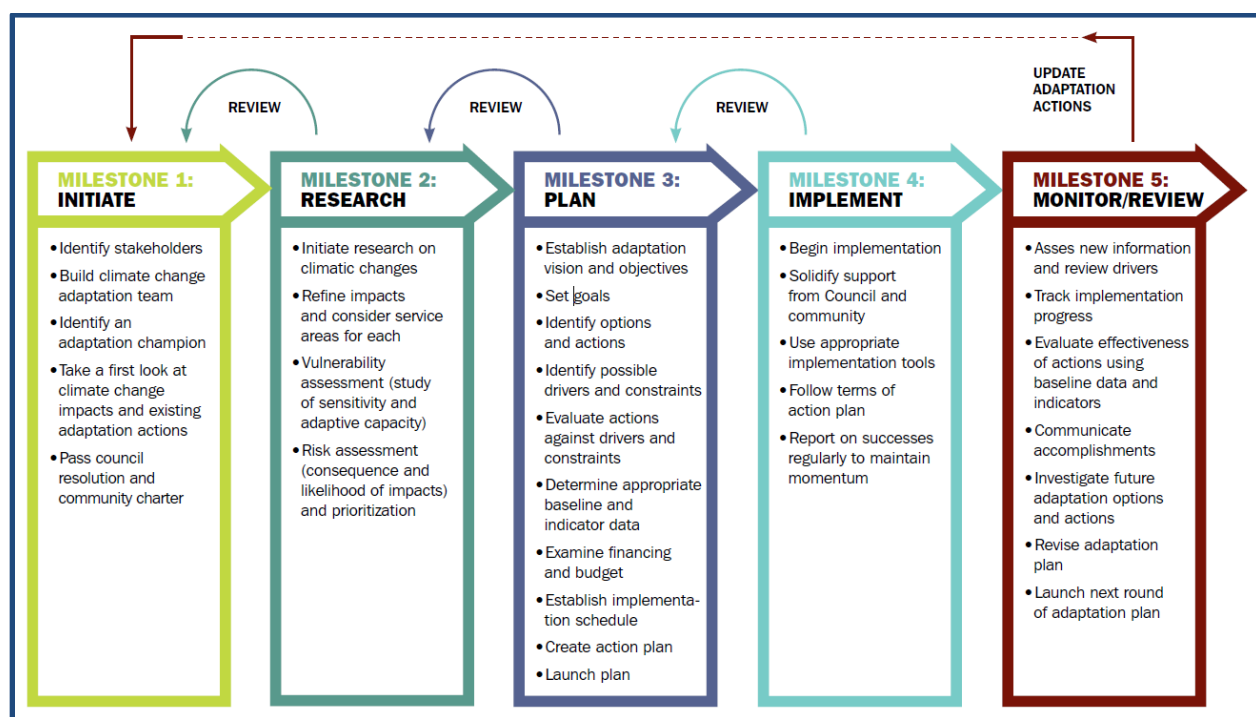 UPDATE
ADAPTATION
ACTIONS
REVIEW
REVIEW
REVIEW
MILESTONE 1:
INITIATE
•Identify stakeholders
•Build climate change
adaptation team
•Identify an
adaptation champion
•Take a first look at
climate change
impacts and existing
adaptation actions
•Pass council
resolution and
community charter
MILESTONE 2:
RESEARCH
•Initiate research on
climatic changes
•Refine impacts
and consider service
areas for each
•Vulnerability
assessment (study
of sensitivity and
adaptive capacity)
•Risk assessment
(consequence and
likelihood of impacts)
and prioritization
MILESTONE 3:
PLAN
•Establish adaptation
vision and objectives
•Set goals
•Identify options
and actions
•Identify possible
drivers and constraints
•Evaluate actions
against drivers and
constraints
•Determine appropriate
baseline and
indicator data
•Examine financing
and budget
•Establish implementa-
tion schedule
•Create action plan
•Launch plan
MILESTONE 4:
IMPLEMENT
•Begin implementation
•Solidify support
from Council and
community
•Use appropriate
implementation tools
•Follow terms of
action plan
•Report on successes
regularly to maintain
momentum
MILESTONE 5:
MONITOR/REVIEW
•Asses new information
and review drivers
•Track implementation
progress
•Evaluate effectiveness
of actions using
baseline data and
indicators
•Communicate
accomplishments
•Investigate future
adaptation options
and actions
•Revise adaptation
plan
•Launch next round
of adaptation plan